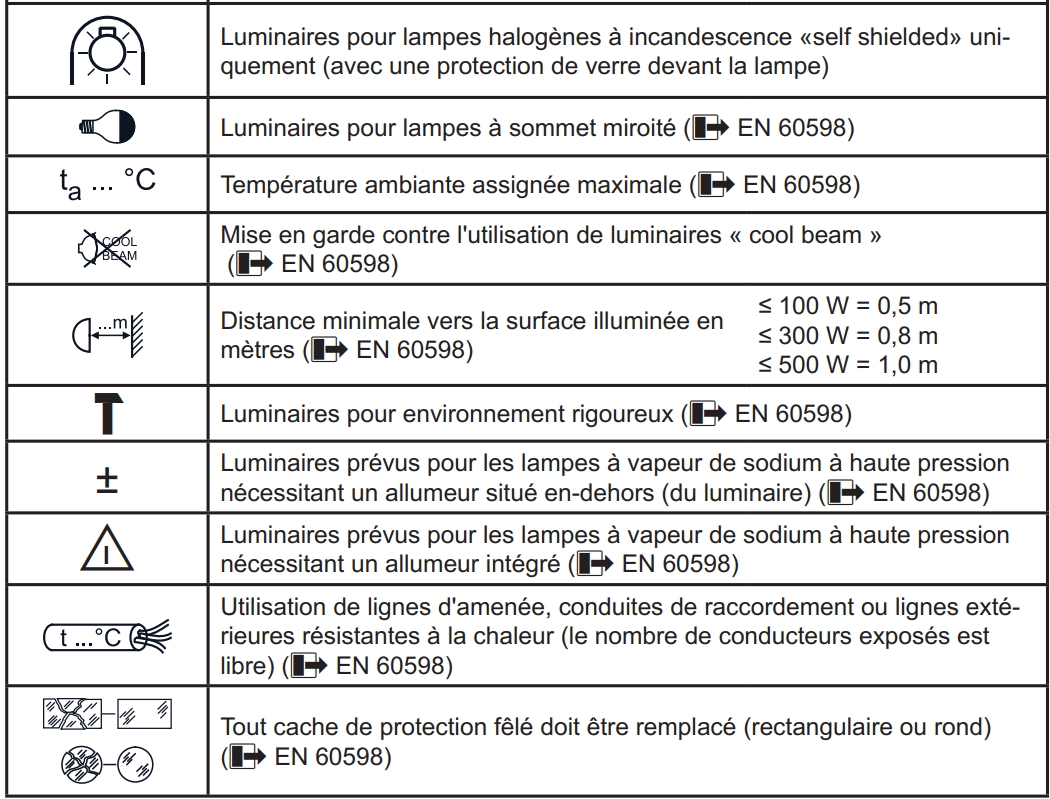 Luminaires pour lampes halogènes à incandescence «self shielded» uni-
quement (avec une protection de verre devant la lampe)
Luminaires pour lampes à sommet miroité ( EN 60598)
ta ... °C
Température ambiante assignée maximale ( EN 60598)
COOL
BEAM
Mise en garde contre l'utilisation de luminaires « cool beam »
( EN 60598)
...m
Distance minimale vers la surface illuminée en
mètres ( EN 60598)
≤ 100 W = 0,5 m
≤ 300 W = 0,8 m
≤ 500 W = 1,0 m
Luminaires pour environnement rigoureux ( EN 60598)
±
Luminaires prévus pour les lampes à vapeur de sodium à haute pression
nécessitant un allumeur situé en-dehors (du luminaire) ( EN 60598)
I
Luminaires prévus pour les lampes à vapeur de sodium à haute pression
nécessitant un allumeur intégré ( EN 60598)
t ...°C
Utilisation de lignes d'amenée, conduites de raccordement ou lignes exté-
rieures résistantes à la chaleur (le nombre de conducteurs exposés est
libre) ( EN 60598)
Tout cache de protection fêlé doit être remplacé (rectangulaire ou rond)
( EN 60598)